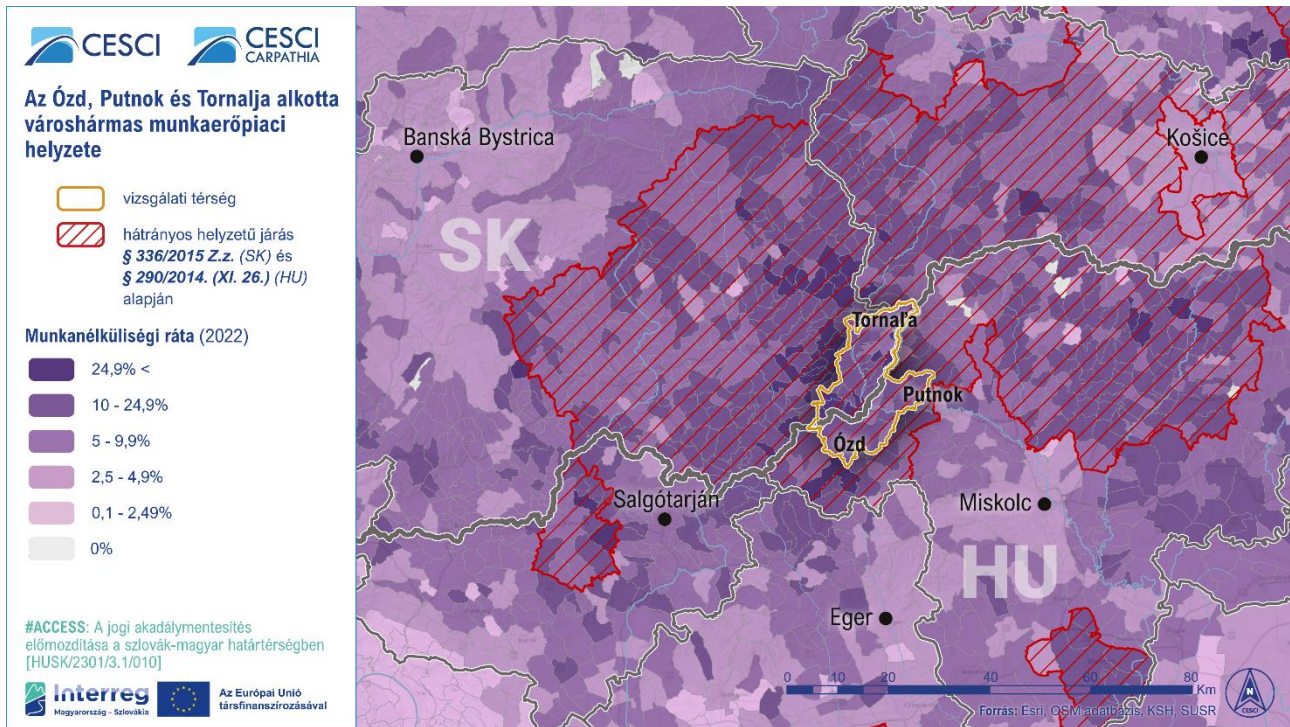 CESCI
CESCI
CARPATHIA
Az Ózd, Putnok és Tornalja alkotta
városhármas munkaerőpiaci
helyzete
vizsgálati térség
hátrányos helyzetű járás
§ 336/2015 Z.z. (SK) és
§ 290/2014. (XI. 26.) (HU)
alapján
Munkanélküliségi ráta (2022)
24,9% <
10 - 24,9%
5 - 9,9%
2,5 - 4,9%
0,1 - 2,49%
0%
#ACCESS: A jogi akadálymentesítés
előmozdítása a szlovák-magyar határtérségben
[HUSK/2301/3.1/010]
Interreg
Magyarország – Szlovákia
Az Európai Unió
társfinanszírozásával
Banská Bystrica
Košice
SK
Tornaľa
Putnok
Ózd
Salgótarján
Miskolc
HU
Eger
0 10 20 40 60 80
Km
Forrás: Esri, OSM adatbázis, KSH, SUSR
N
CESCI